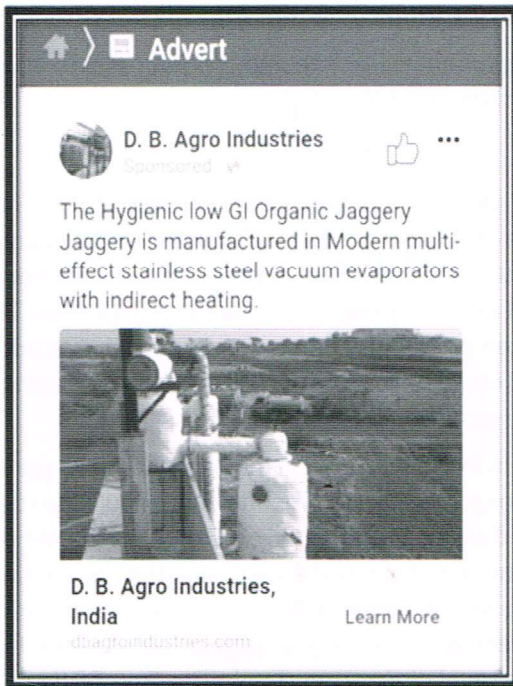 Advert
D. B. Agro Industries
Sponsored
The Hygienic low GI Organic Jaggery
Jaggery is manufactured in Modern multi-
effect stainless steel vacuum evaporators
with indirect heating.
D. B. Agro Industries,
India
Learn More
dbagroindustries.com